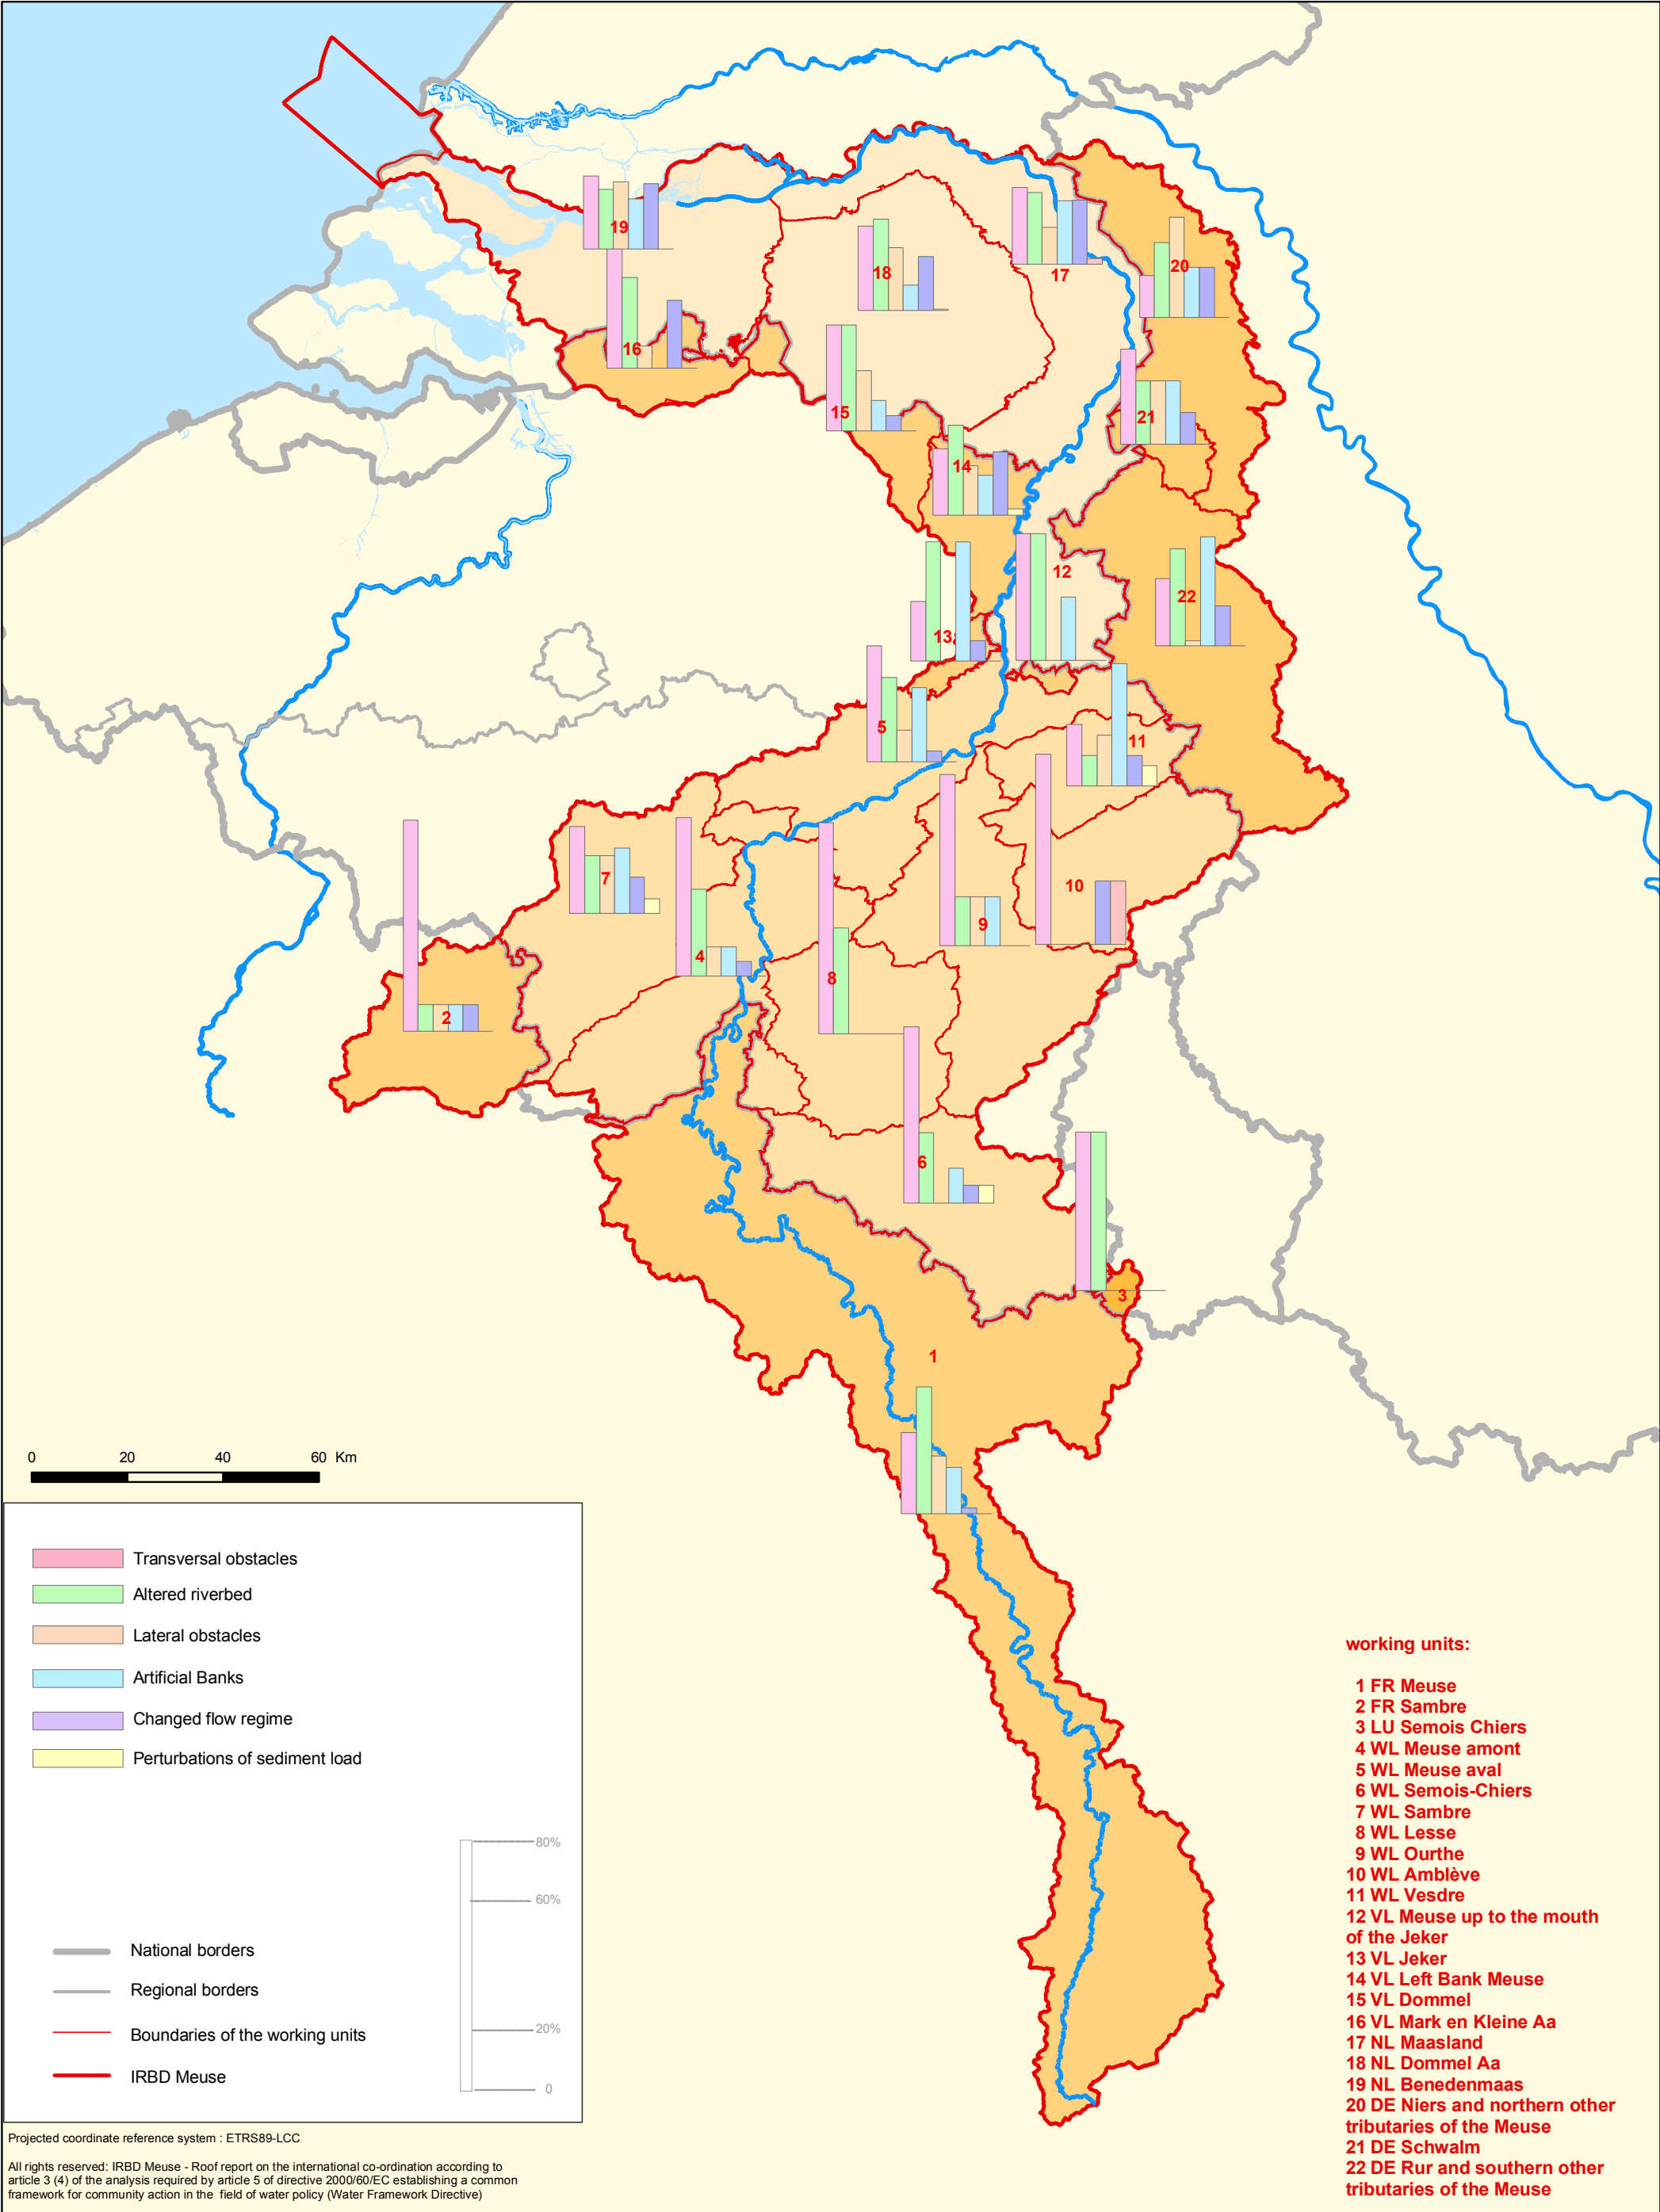 19
18
17
20
16
15
21
14
12
13
22
5
11
7
10
9
4
8
2
6
3
1
0 20 40 60 Km
Transversal obstacles
Altered riverbed
Lateral obstacles
Artificial Banks
Changed flow regime
Perturbations of sediment load
80%
60%
20%
0
National borders
Regional borders
Boundaries of the working units
IRBD Meuse
working units:
1 FR Meuse
2 FR Sambre
3 LU Semois Chiers
4 WL Meuse amont
5 WL Meuse aval
6 WL Semois-Chiers
7 WL Sambre
8 WL Lesse
9 WL Ourthe
10 WL Amblève
11 WL Vesdre
12 VL Meuse up to the mouth
of the Jeker
13 VL Jeker
14 VL Left Bank Meuse
15 VL Dommel
16 VL Mark en Kleine Aa
17 NL Maasland
18 NL Dommel Aa
19 NL Benedenmaas
20 DE Niers and northern other
tributaries of the Meuse
21 DE Schwalm
22 DE Rur and southern other
tributaries of the Meuse
Projected coordinate reference system : ETRS89-LCC
All rights reserved: IRBD Meuse - Roof report on the international co-ordination according to
article 3 (4) of the analysis required by article 5 of directive 2000/60/EC establishing a common
framework for community action in the field of water policy (Water Framework Directive)